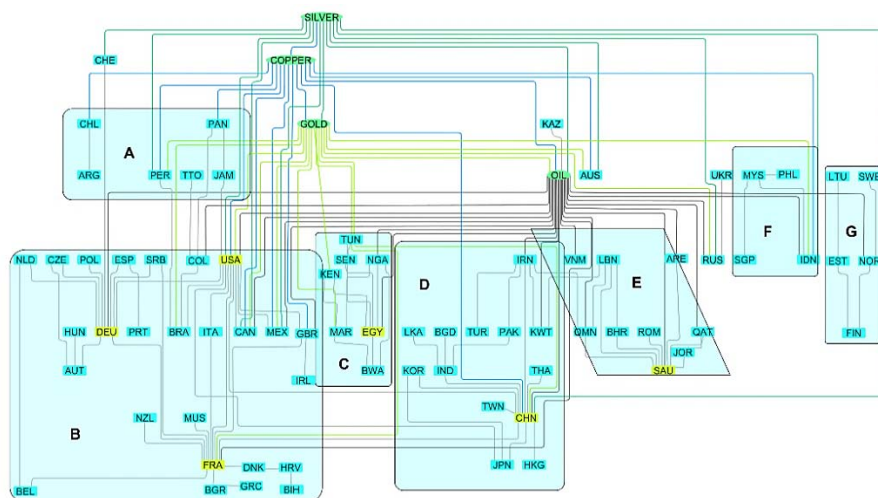 SILVER
CHE
COPPER
CHL
PAN
GOLD
KAZ
A
ARG
PER
TTO
JAM
OIL
AUS
UKR
MYS
PHL
LTU
SWE
F
G
TUN
NLD
CZE
POL
ESP
SRB
COL
USA
SEN
NGA
IRN
VNM
LBN
ARE
RUS
SGP
IDN
EST
NOR
KEN
D
E
HUN
DEU
PRT
BRA
ITA
CAN
MEX
GBR
MAR
EGY
LKA
BGD
TUR
PAK
KWT
OMN
BHR
ROM
QAT
FIN
C
JOR
AUT
IRL
BWA
KOR
IND
THA
SAU
TWN
CHN
NZL
MUS
B
FRA
DNK
HRV
JPN
HKG
BEL
BGR
GRC
BIH